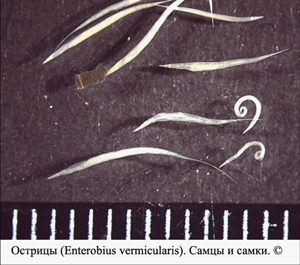 Острицы (Enterobius vermicularis). Самцы и самки. ©